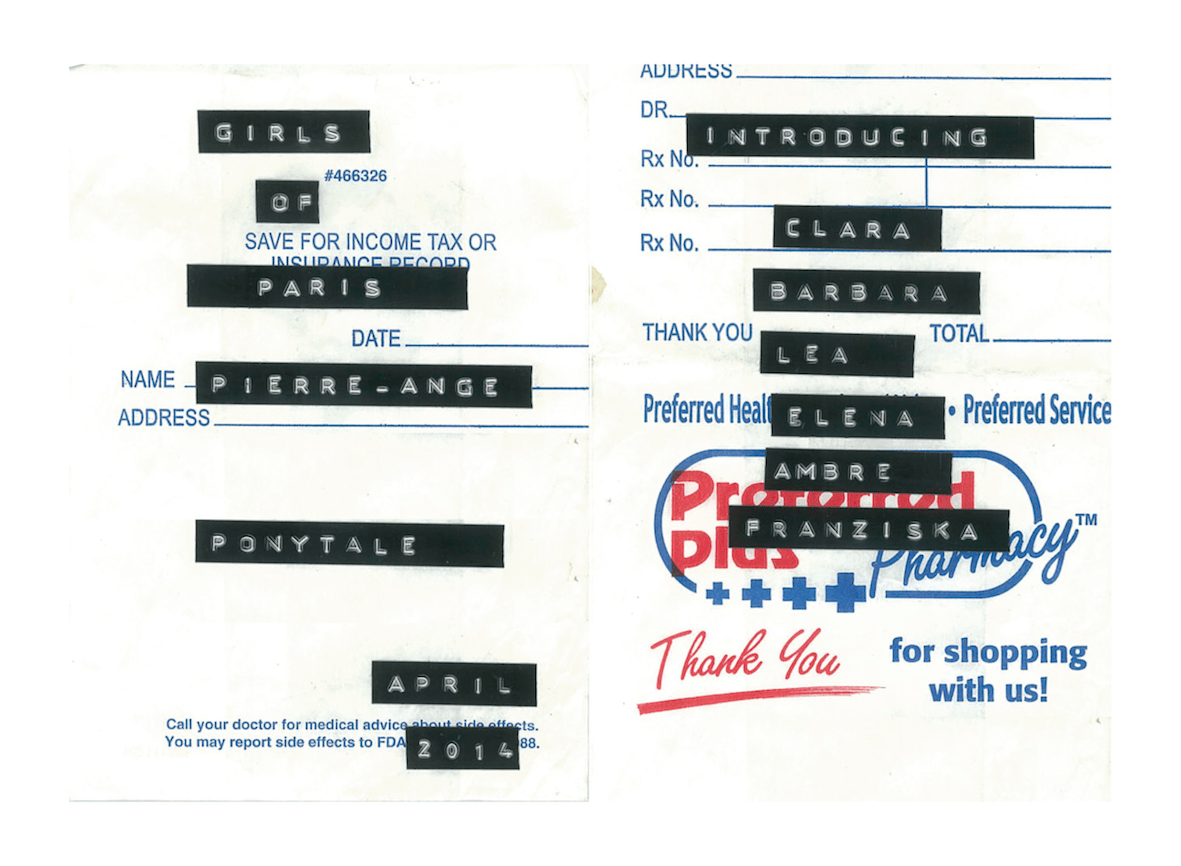 GIRLS
#466326
OF
SAVE FOR INCOME TAX OR
INSURANCE RECORD
PARIS
DATE
NAME PIERRE-ANGE
ADDRESS
PONYTALE
APRIL
Call your doctor for medical advice about side effects.
You may report side effects to FDA 88.
2014
ADDRESS
DR.
INTRODUCING
Rx No.
Rx No.
CLARA
Rx No.
BARBARA
THANK YOU TOTAL
LEA
Preferred Healt • Preferred Service
ELENA
AMBRE
Preferred
Plus
FRANZISKA
Pharmacy™
Thank You
for shopping
with us!